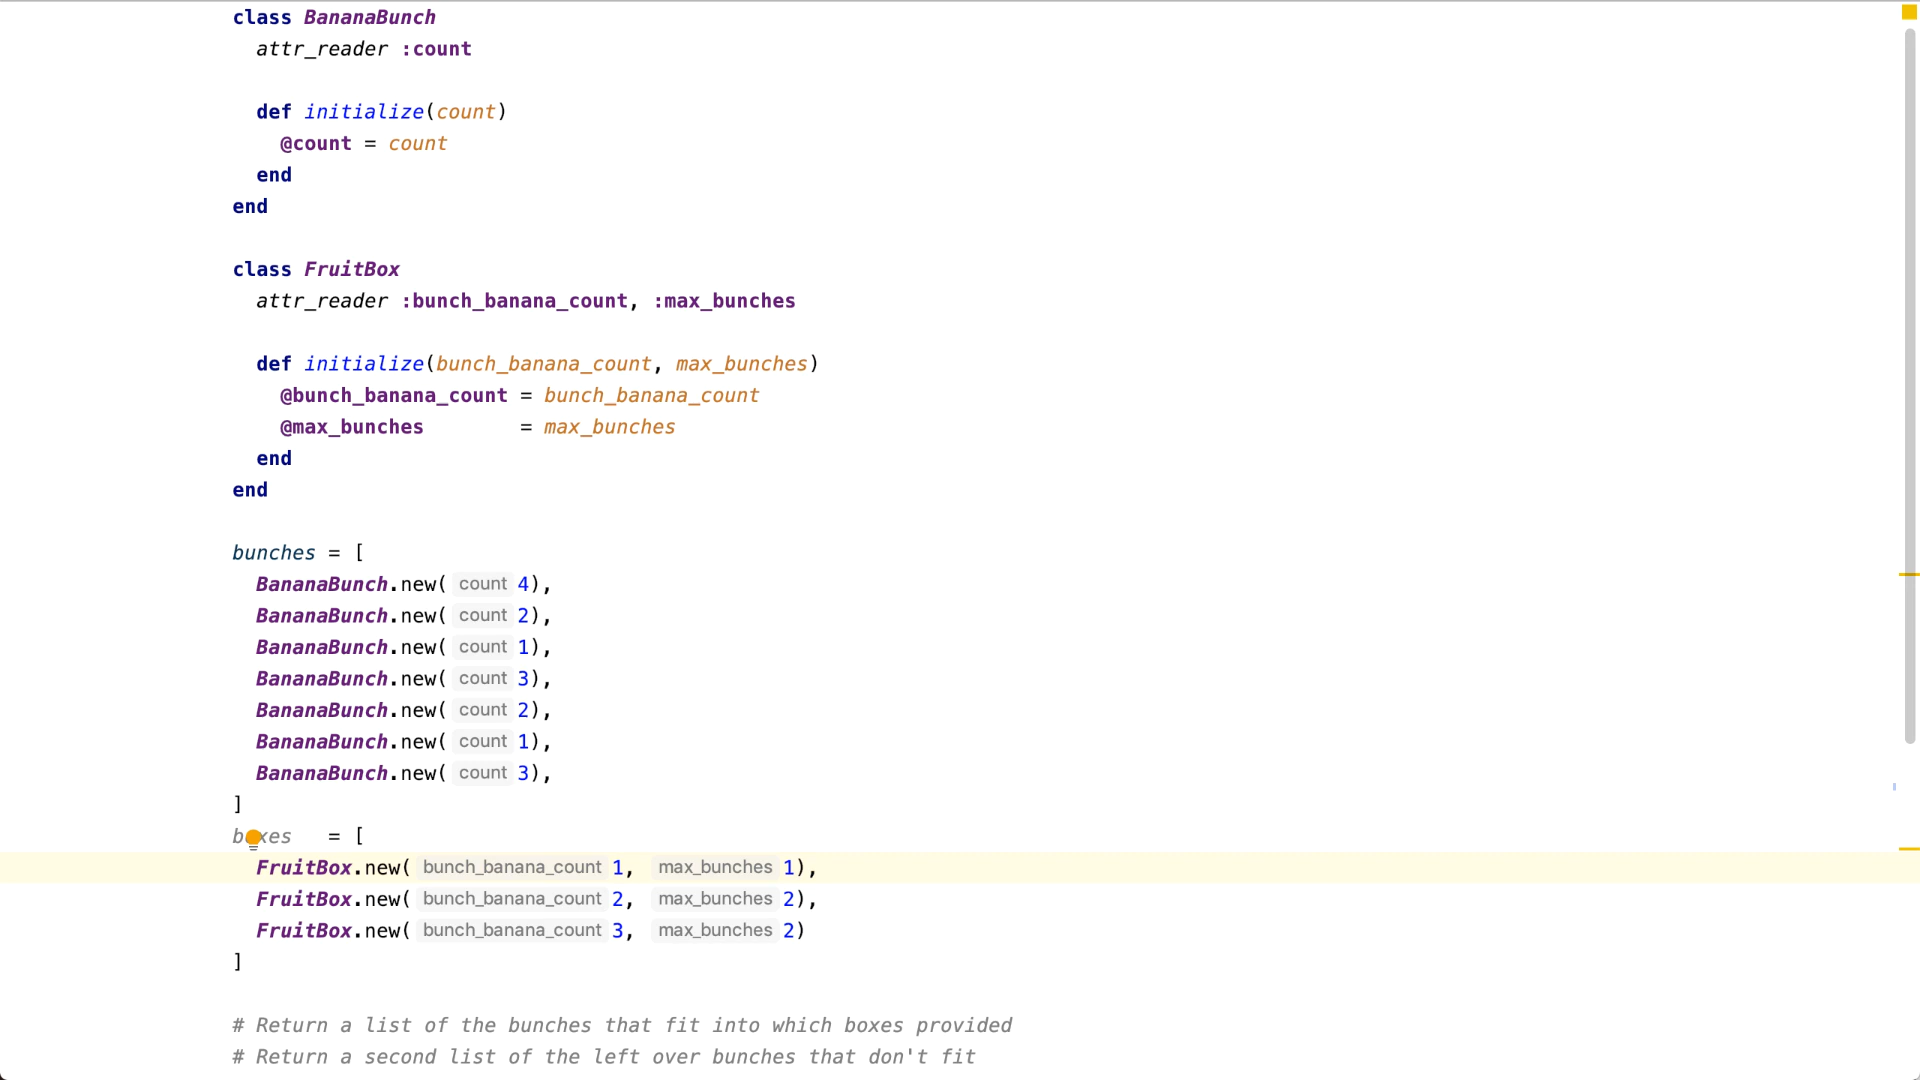 class BananaBunch
attr_reader :count
def initialize(count)
@count = count
end
end
class FruitBox
attr_reader :bunch_banana_count, :max_bunches
def initialize(bunch_banana_count, max_bunches)
@bunch_banana_count = bunch_banana_count
@max_bunches = max_bunches
end
end
bunches = [
BananaBunch.new( count 4),
BananaBunch.new( count 2),
BananaBunch.new( count 1),
BananaBunch.new( count 3),
BananaBunch.new( count 2),
BananaBunch.new( count 1),
BananaBunch.new( count 3),
]
boxes = [
FruitBox.new( bunch_banana_count 1, max_bunches 1),
FruitBox.new( bunch_banana_count 2, max_bunches 2),
FruitBox.new( bunch_banana_count 3, max_bunches 2)
]
# Return a list of the bunches that fit into which boxes provided
# Return a second list of the left over bunches that don't fit